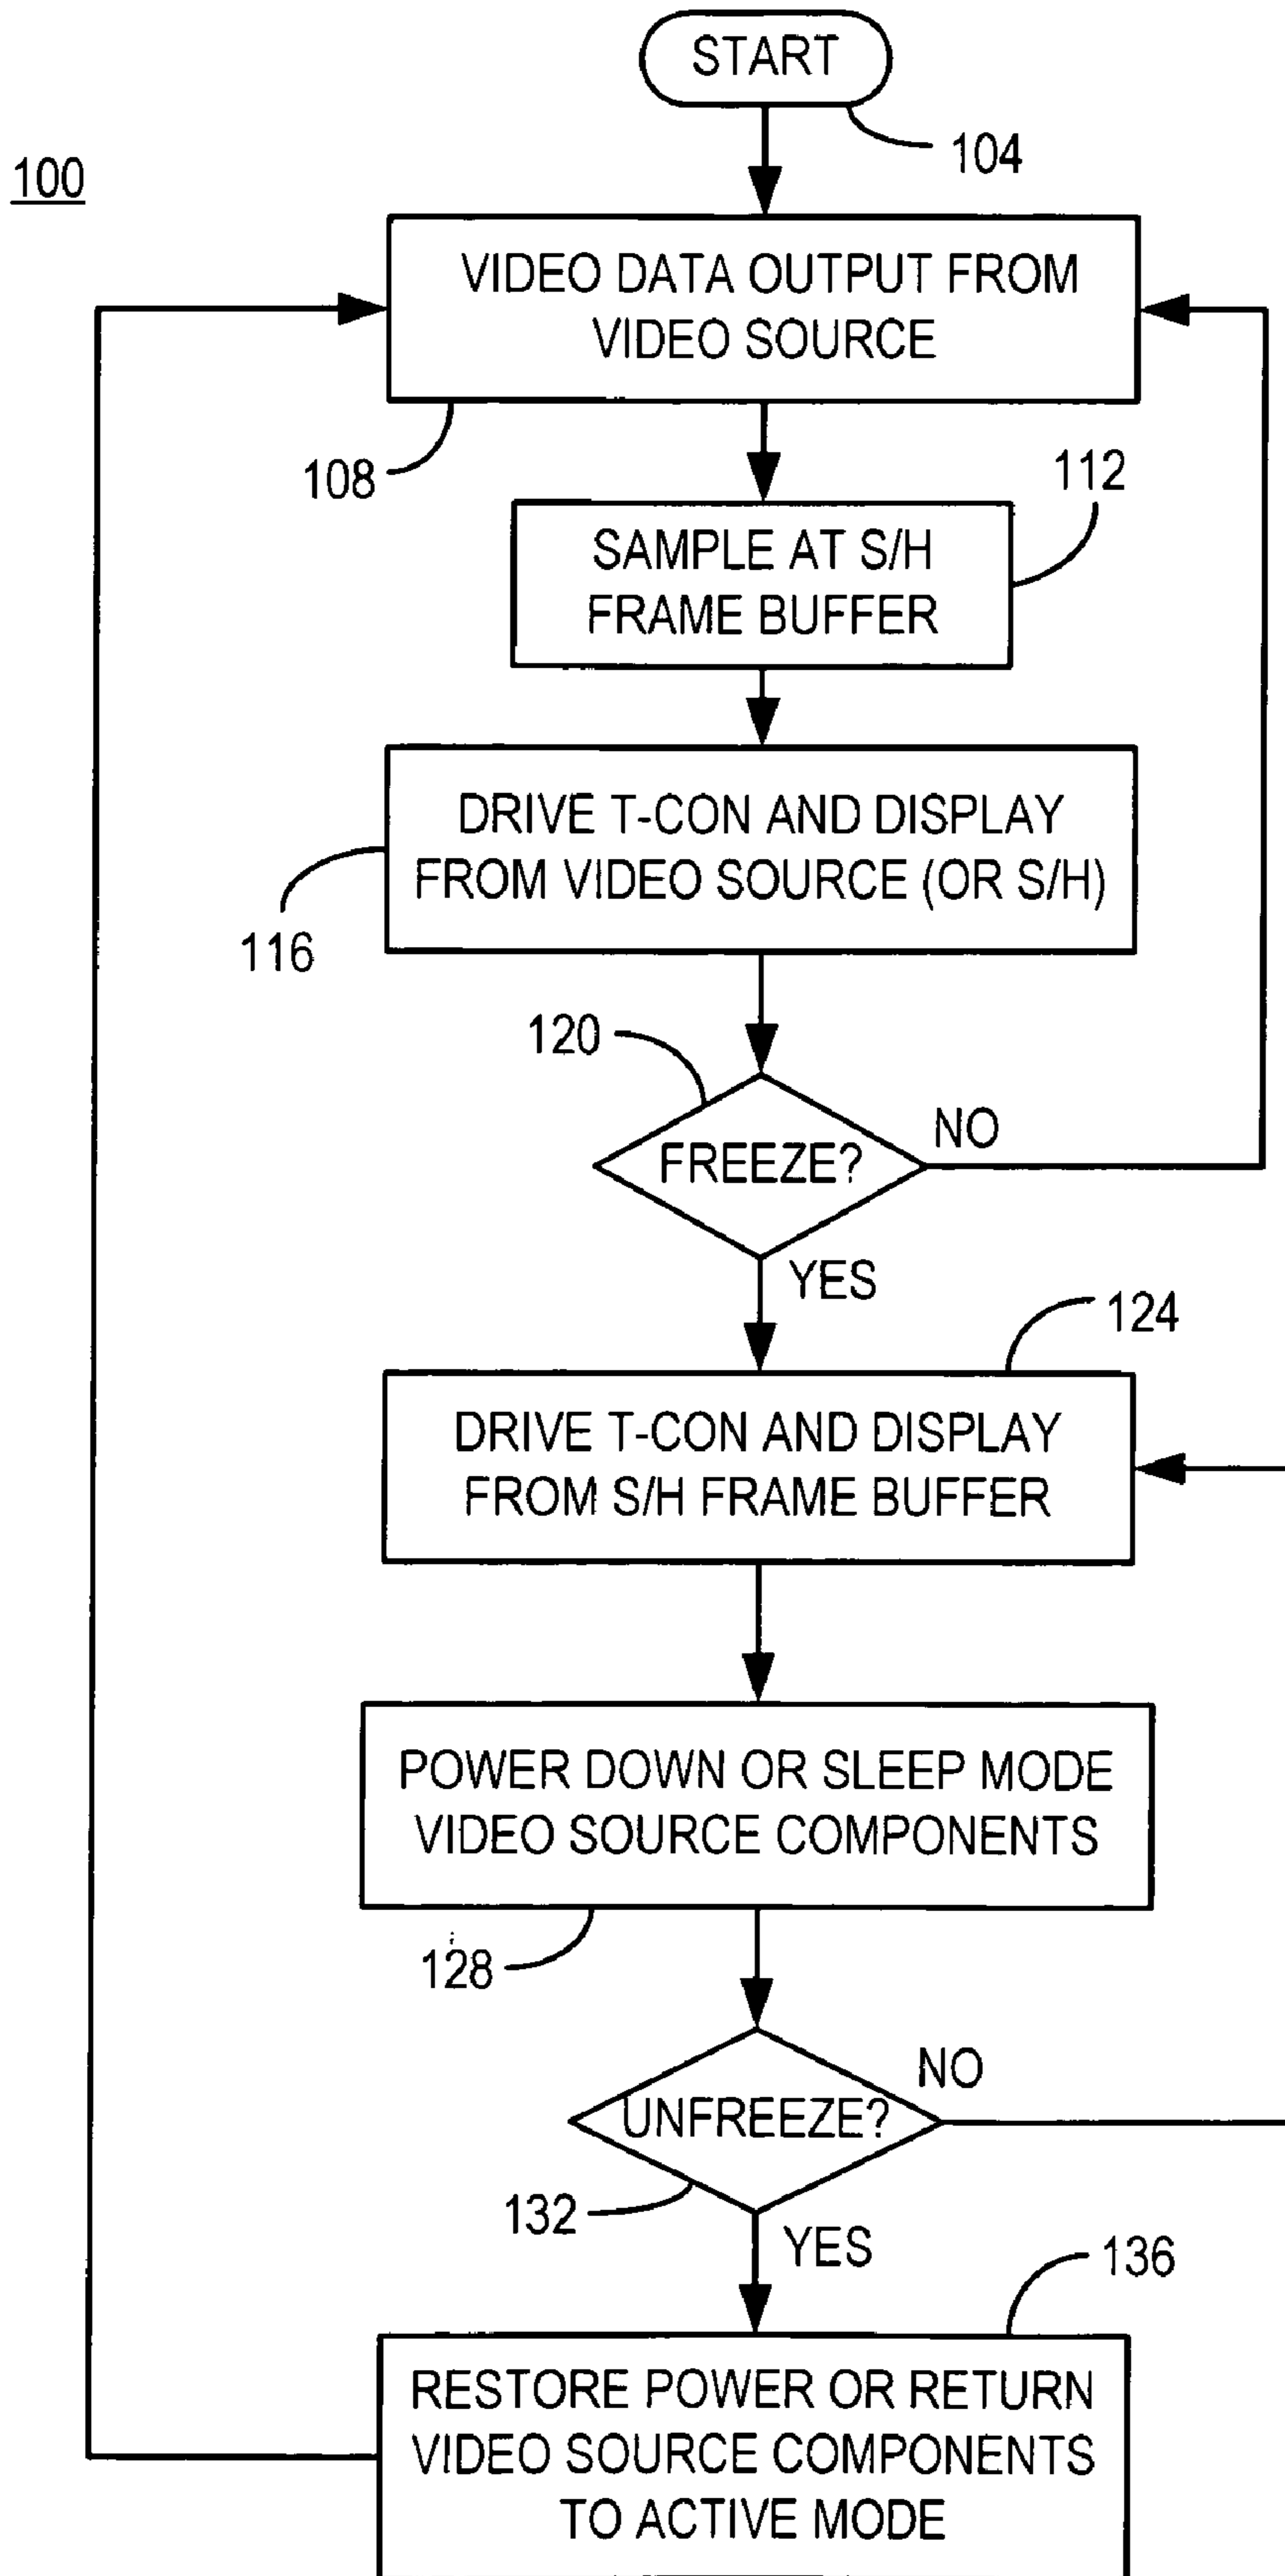 START
104
100
VIDEO DATA OUTPUT FROM
VIDEO SOURCE
108
112
SAMPLE AT S/H
FRAME BUFFER
DRIVE T-CON AND DISPLAY
FROM VIDEO SOURCE (OR S/H)
116
120
FREEZE?
NO
YES
124
DRIVE T-CON AND DISPLAY
FROM S/H FRAME BUFFER
POWER DOWN OR SLEEP MODE
VIDEO SOURCE COMPONENTS
128
UNFREEZE?
NO
132
YES
136
RESTORE POWER OR RETURN
VIDEO SOURCE COMPONENTS
TO ACTIVE MODE